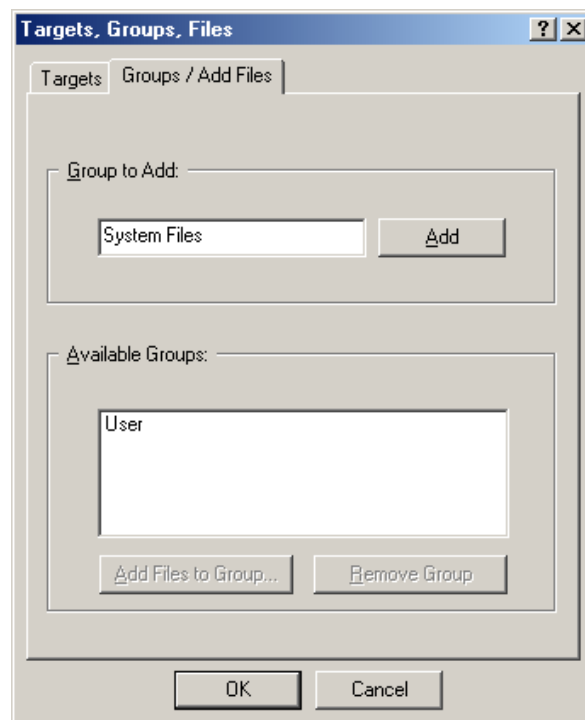 Targets, Groups, Files
Targets
Groups / Add Files
Group to Add:
System Files
Add
Available Groups:
User
Add Files to Group...
Remove Group
OK
Cancel